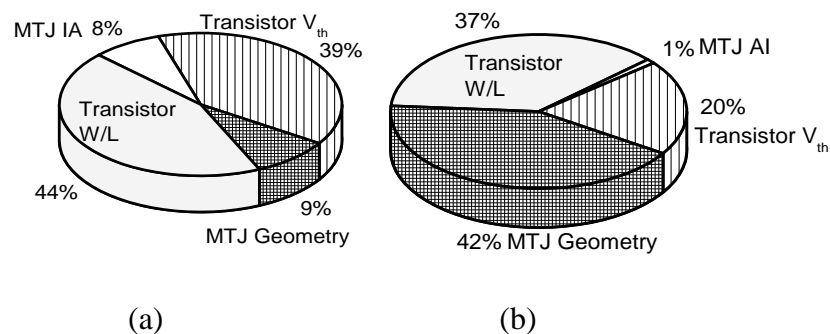 MTJ IA 8%
Transistor Vth
39%
Transistor
W/L
44%
9%
MTJ Geometry
37%
Transistor
W/L
1% MTJ AI
20%
Transistor Vth
42% MTJ Geometry
(a)
(b)